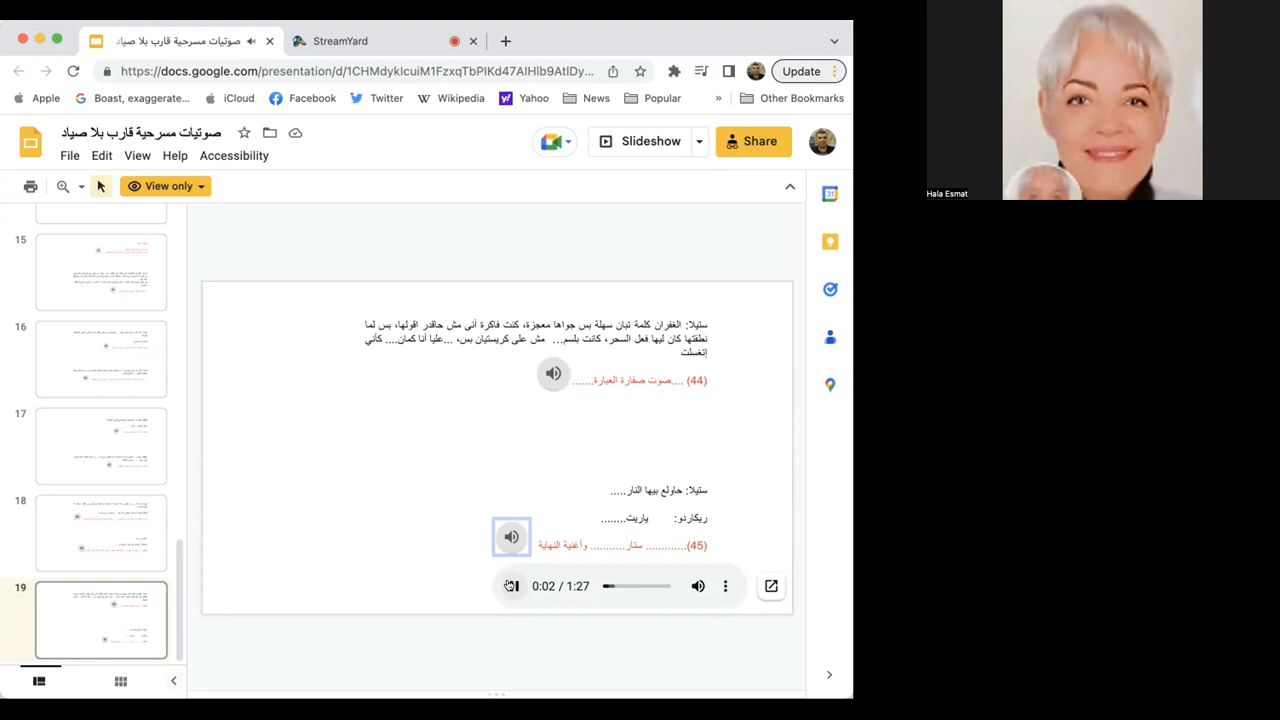 صوتيات مسرحية قارب بلا صياد
StreamYard
https://docs.google.com/presentation/d/1CHMdyklcuiM1FzxqTbPlKd47AlHlb9AtlDy...
Update
Apple
Boast, exaggerate...
iCloud
Facebook
Twitter
Wikipedia
Yahoo
News
Popular
»
Other Bookmarks
صوتيات مسرحية قارب بلا صياد
Share
Slideshow
File Edit View Help Accessibility
View only
15
16
17
18
19
ستيلا: الغفران كلمة تبان سهلة بس جواها معجزة، كنت فاكرة أنى مش حاقدر اقولها، بس لما
نطقتها كان ليها فعل السحر، كانت بلسم... مش على كريستيان بس، ...عليا أنا كمان.... كأني
إتغسلت
(44) ....صوت صفارة العبارة.......
ستيلا: حاولع بيها النار.....
ريكاردو: ياريت........
(45)............ ستار........... وأغنية النهاية
0:02 / 1:27
Hala Esmat